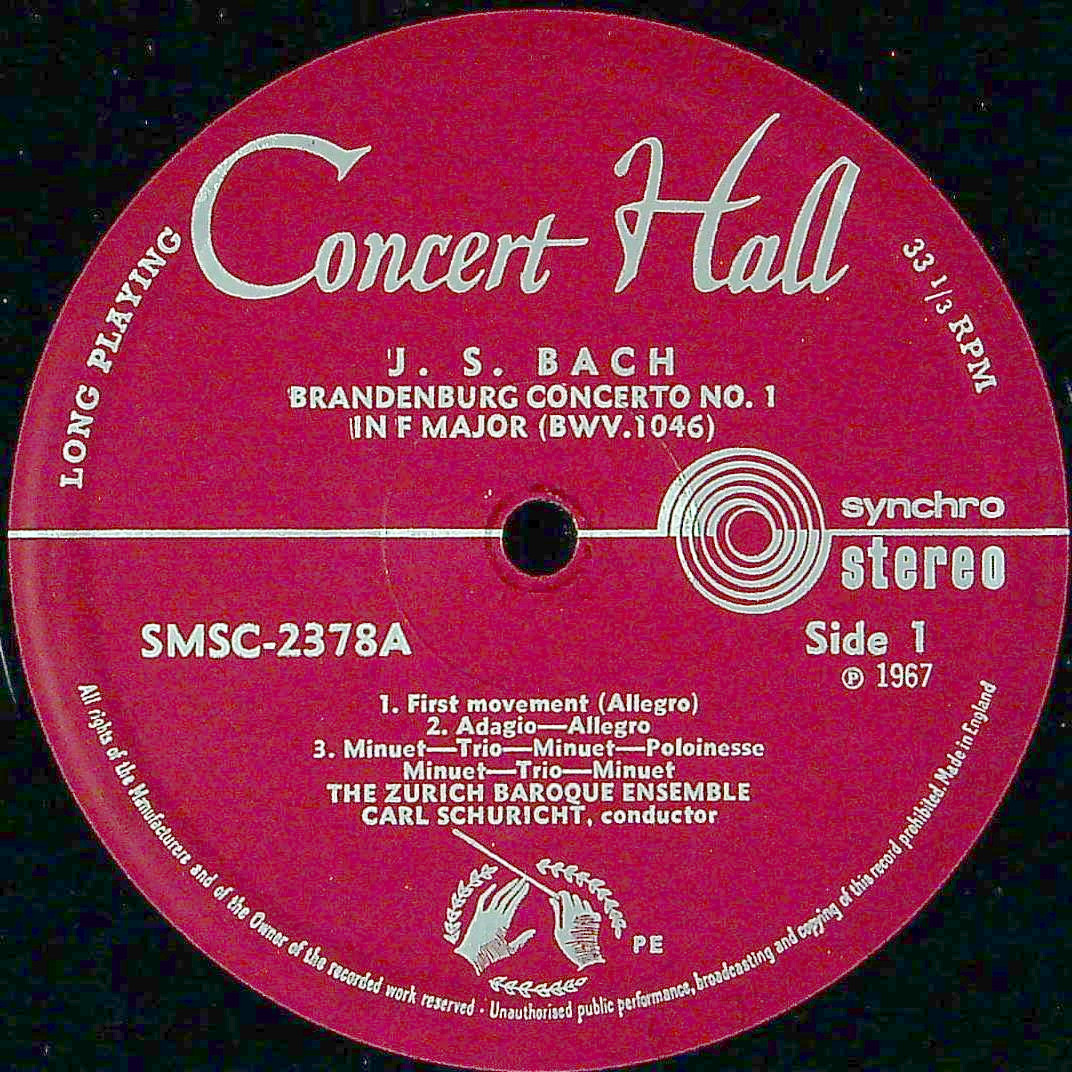 Concert Hall
LONG PLAYING
33 1/3 RPM
J. S. BACH
BRANDENBURG CONCERTO NO. 1
IN F MAJOR (BWV.1046)
synchro
stereo
SMSC-2378A
Side 1
℗ 1967
1. First movement (Allegro)
2. Adagio—Allegro
3. Minuet—Trio—Minuet—Poloinesse
Minuet—Trio—Minuet
THE ZURICH BAROQUE ENSEMBLE
CARL SCHURICHT, conductor
PE
All rights of the Manufacturere and of the Owner of the recorded work reserved · Unauthorised public performance, broadcasting and copying of this record prohibited Made in England